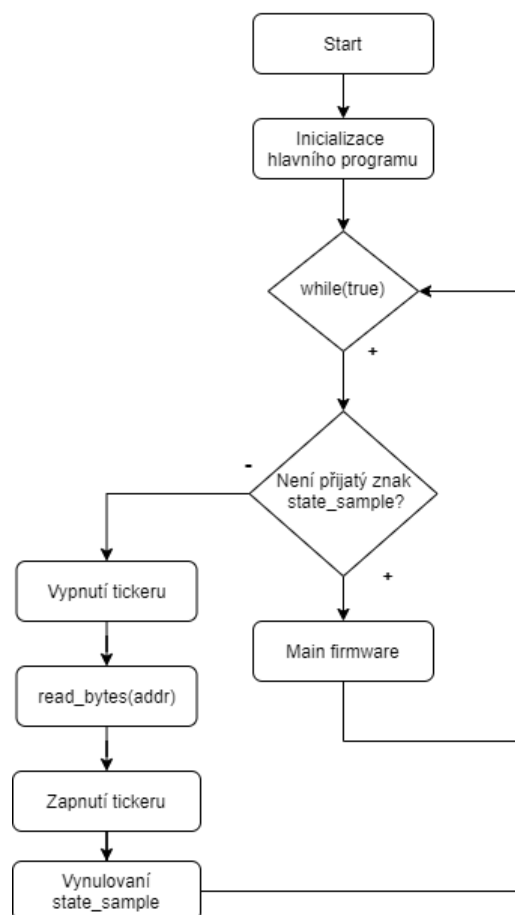 Start
Inicializace
hlavního programu
while(true)
+
Není přijatý znak
state_sample?
-
+
Vypnutí tickeru
Main firmware
read_bytes(addr)
Zapnutí tickeru
Vynulovaní
state_sample